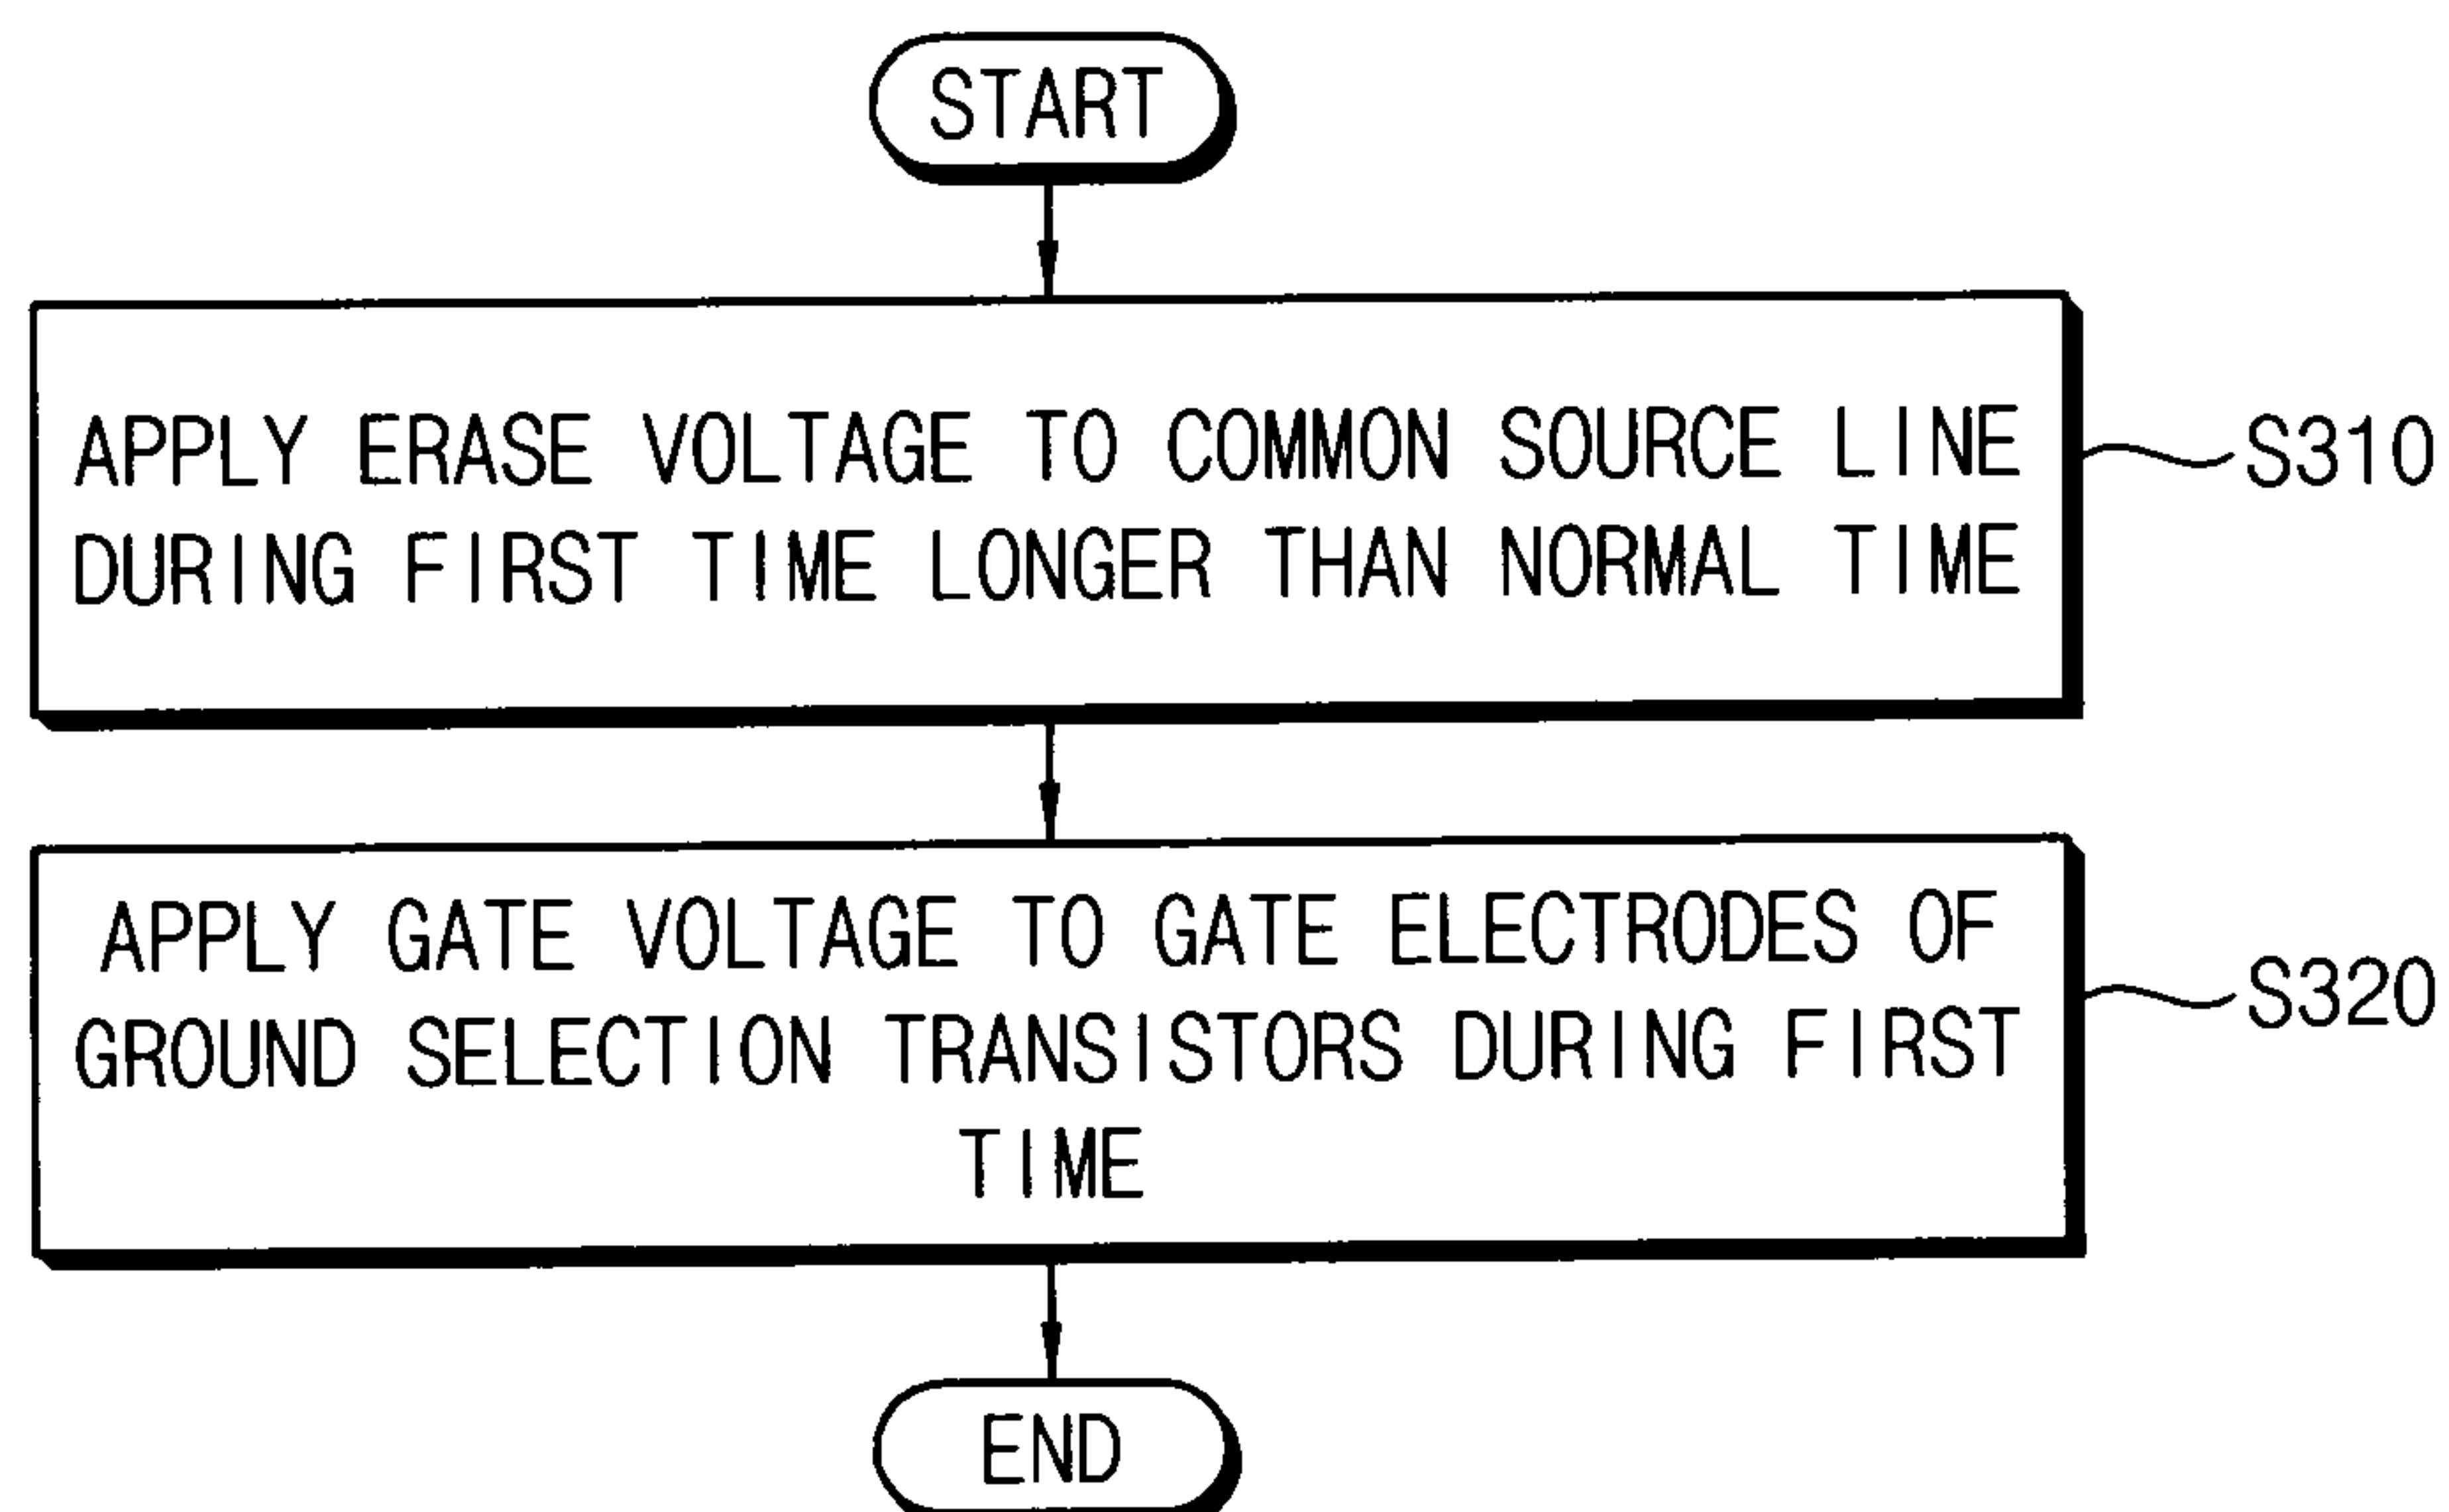 START
APPLY ERASE VOLTAGE TO COMMON SOURCE LINE
DURING FIRST TIME LONGER THAN NORMAL TIME
S310
APPLY GATE VOLTAGE TO GATE ELECTRODES OF
GROUND SELECTION TRANSISTORS DURING FIRST
TIME
S320
END